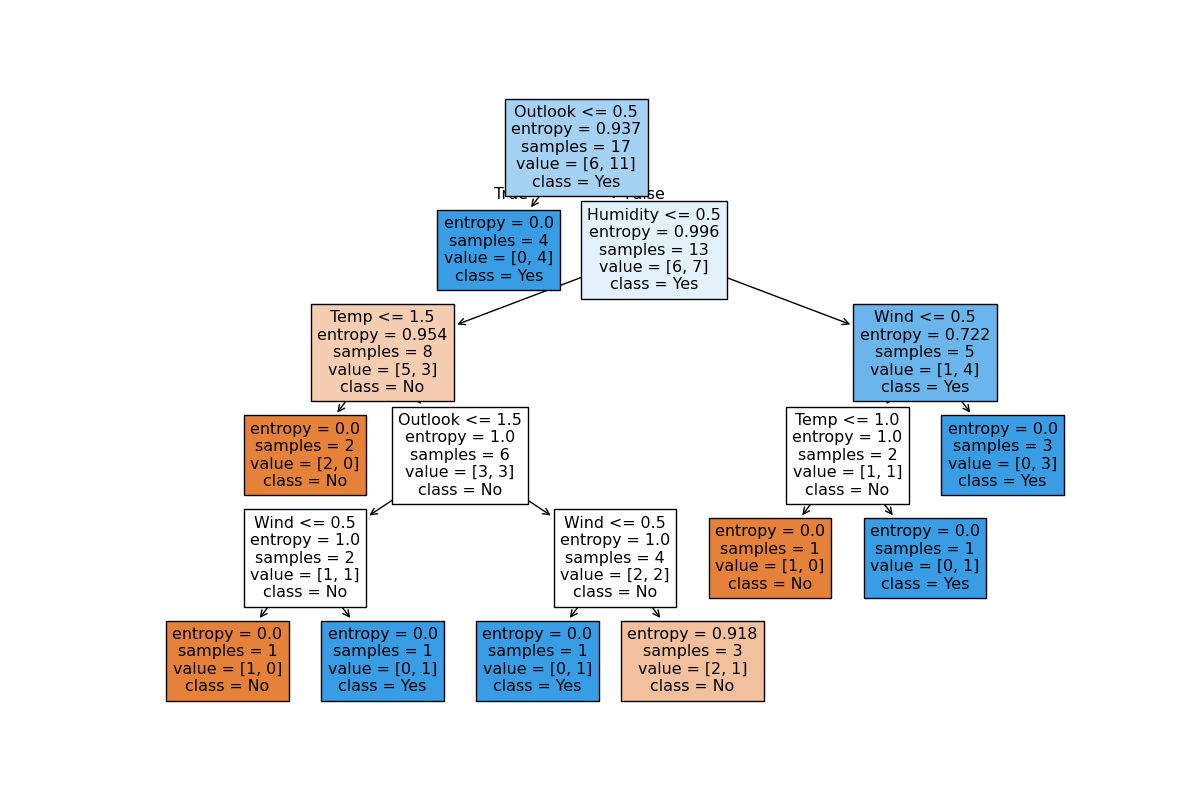 Outlook <= 0.5
entropy = 0.937
samples = 17
value = [6, 11]
class = Yes
True
False
entropy = 0.0
samples = 4
value = [0, 4]
class = Yes
Humidity <= 0.5
entropy = 0.996
samples = 13
value = [6, 7]
class = Yes
Temp <= 1.5
entropy = 0.954
samples = 8
value = [5, 3]
class = No
Wind <= 0.5
entropy = 0.722
samples = 5
value = [1, 4]
class = Yes
entropy = 0.0
samples = 2
value = [2, 0]
class = No
Outlook <= 1.5
entropy = 1.0
samples = 6
value = [3, 3]
class = No
Temp <= 1.0
entropy = 1.0
samples = 2
value = [1, 1]
class = No
entropy = 0.0
samples = 3
value = [0, 3]
class = Yes
Wind <= 0.5
entropy = 1.0
samples = 2
value = [1, 1]
class = No
Wind <= 0.5
entropy = 1.0
samples = 4
value = [2, 2]
class = No
entropy = 0.0
samples = 1
value = [1, 0]
class = No
entropy = 0.0
samples = 1
value = [0, 1]
class = Yes
entropy = 0.0
samples = 1
value = [1, 0]
class = No
entropy = 0.0
samples = 1
value = [0, 1]
class = Yes
entropy = 0.0
samples = 1
value = [0, 1]
class = Yes
entropy = 0.918
samples = 3
value = [2, 1]
class = No